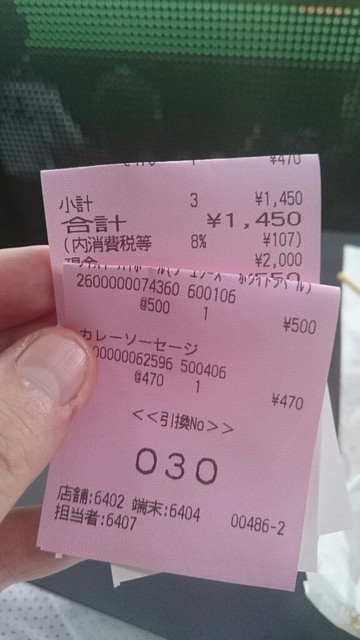 ¥470
小計 3 ¥1,450
合計 ¥1,450
(内消費税等 8% ¥107)
¥2,000
2600000074360 600106
@500 1
¥500
カレーソーセージ
00000062596 500406
@470 1
¥470
<<引換No>>
030
店舗:6402 端末:6404
担当者:6407 00486-2